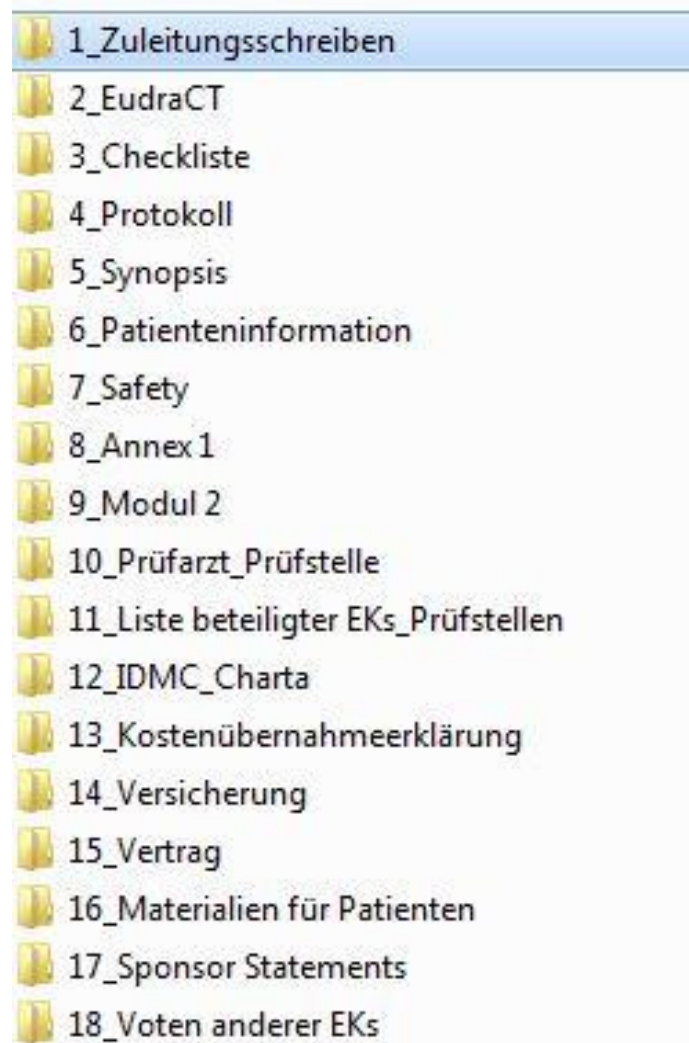 1_Zuleitungsschreiben
2_EudraCT
3_Checkliste
4_Protokoll
5_Synopsis
6_Patienteninformation
7_Safety
8_Annex 1
9_Modul 2
10_Prüfarzt_Prüfstelle
11_Liste beteiligter EKs_Prüfstellen
12_IDMC_Charta
13_Kostenübernahmeerklärung
14_Versicherung
15_Vertrag
16_Materialien für Patienten
17_Sponsor Statements
18_Voten anderer EKs